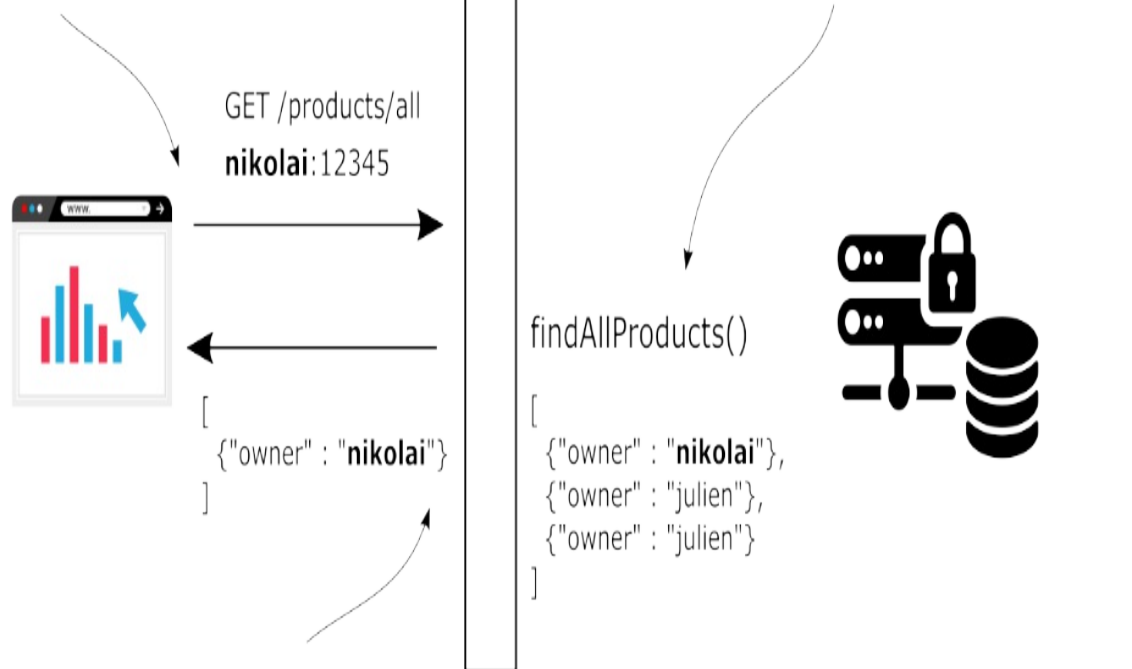 GET /products/all
nikolai:12345
www.
[
{"owner" : "nikolai"}
]
findAllProducts()
[
{"owner" : "nikolai"},
{"owner" : "julien"},
{"owner" : "julien"}
]